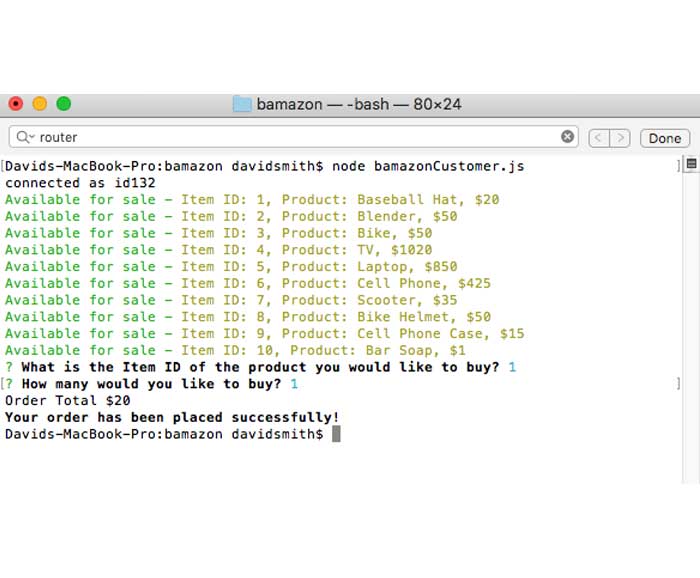 bamazon — -bash — 80×24
router
Done
[Davids-MacBook-Pro:bamazon davidsmith$ node bamazonCustomer.js ]
connected as id132
Available for sale - Item ID: 1, Product: Baseball Hat, $20
Available for sale - Item ID: 2, Product: Blender, $50
Available for sale - Item ID: 3, Product: Bike, $50
Available for sale - Item ID: 4, Product: TV, $1020
Available for sale - Item ID: 5, Product: Laptop, $850
Available for sale - Item ID: 6, Product: Cell Phone, $425
Available for sale - Item ID: 7, Product: Scooter, $35
Available for sale - Item ID: 8, Product: Bike Helmet, $50
Available for sale - Item ID: 9, Product: Cell Phone Case, $15
Available for sale - Item ID: 10, Product: Bar Soap, $1
? What is the Item ID of the product you would like to buy? 1
[? How many would you like to buy? 1 ]
Order Total $20
Your order has been placed successfully!
Davids-MacBook-Pro:bamazon davidsmith$